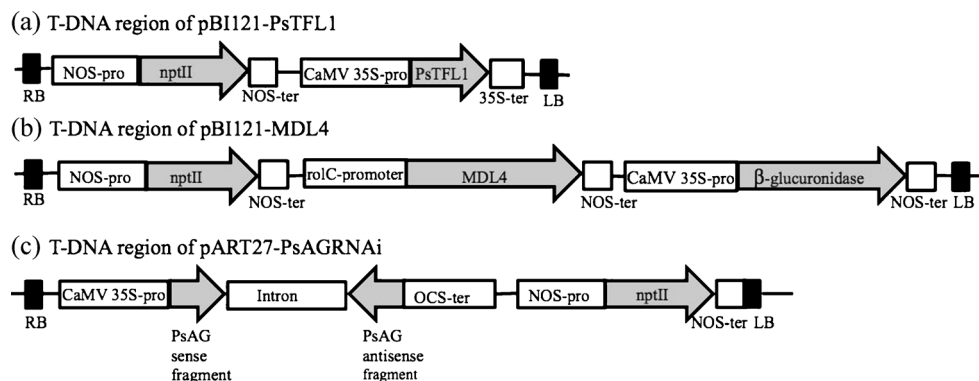 (a) T-DNA region of pBI121-PsTFL1
NOS-pro nptII CaMV 35S-pro PsTFL1
RB NOS-ter 35S-ter LB
(b) T-DNA region of pBI121-MDL4
NOS-pro nptII rolC-promoter MDL4 CaMV 35S-pro β-glucuronidase
RB NOS-ter NOS-ter NOS-ter LB
(c) T-DNA region of pART27-PsAGRNAi
CaMV 35S-pro Intron OCS-ter NOS-pro nptII
RB NOS-ter LB
PsAG PsAG
sense antisense
fragment fragment